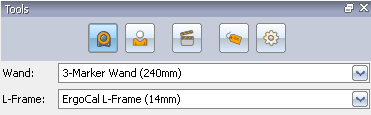 Tools
Wand: 3-Marker Wand (240mm)
L-Frame: ErgoCal L-Frame (14mm)